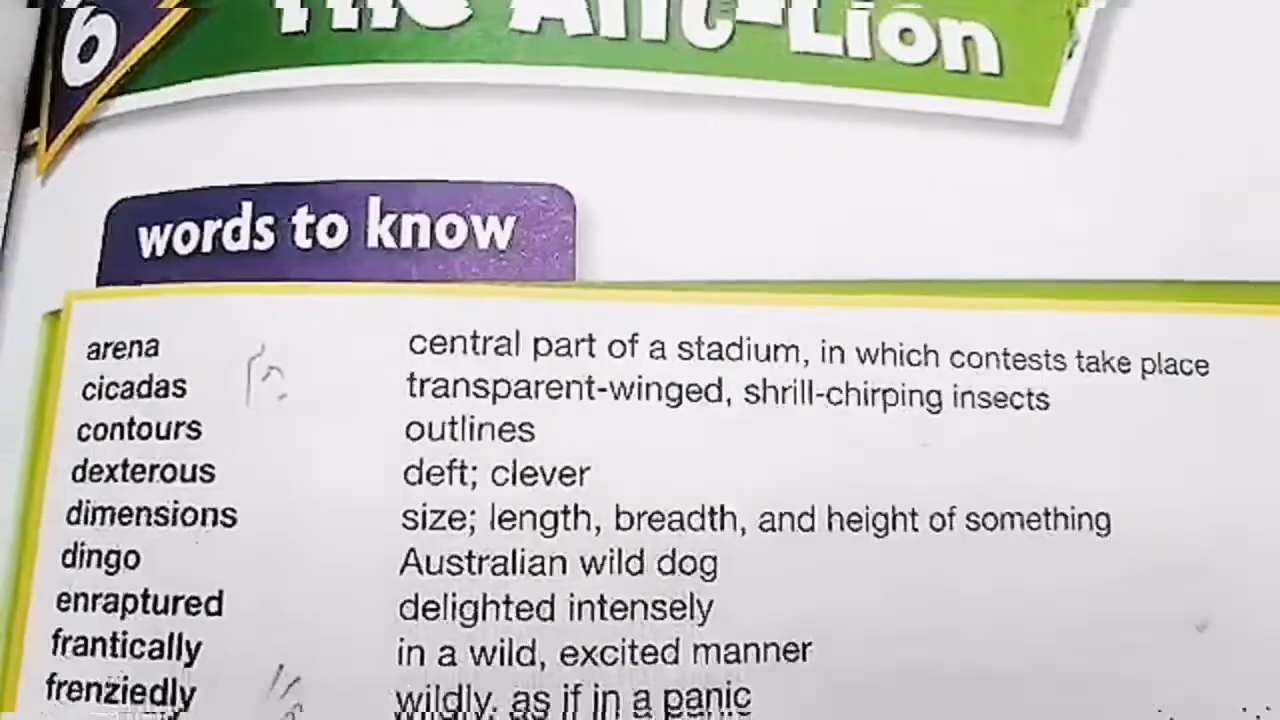 6
The Ant-Lion
words to know
arena central part of a stadium, in which contests take place
cicadas transparent-winged, shrill-chirping insects
contours outlines
dexterous deft; clever
dimensions size; length, breadth, and height of something
dingo Australian wild dog
enraptured delighted intensely
frantically in a wild, excited manner
frenziedly wildly, as if in a panic